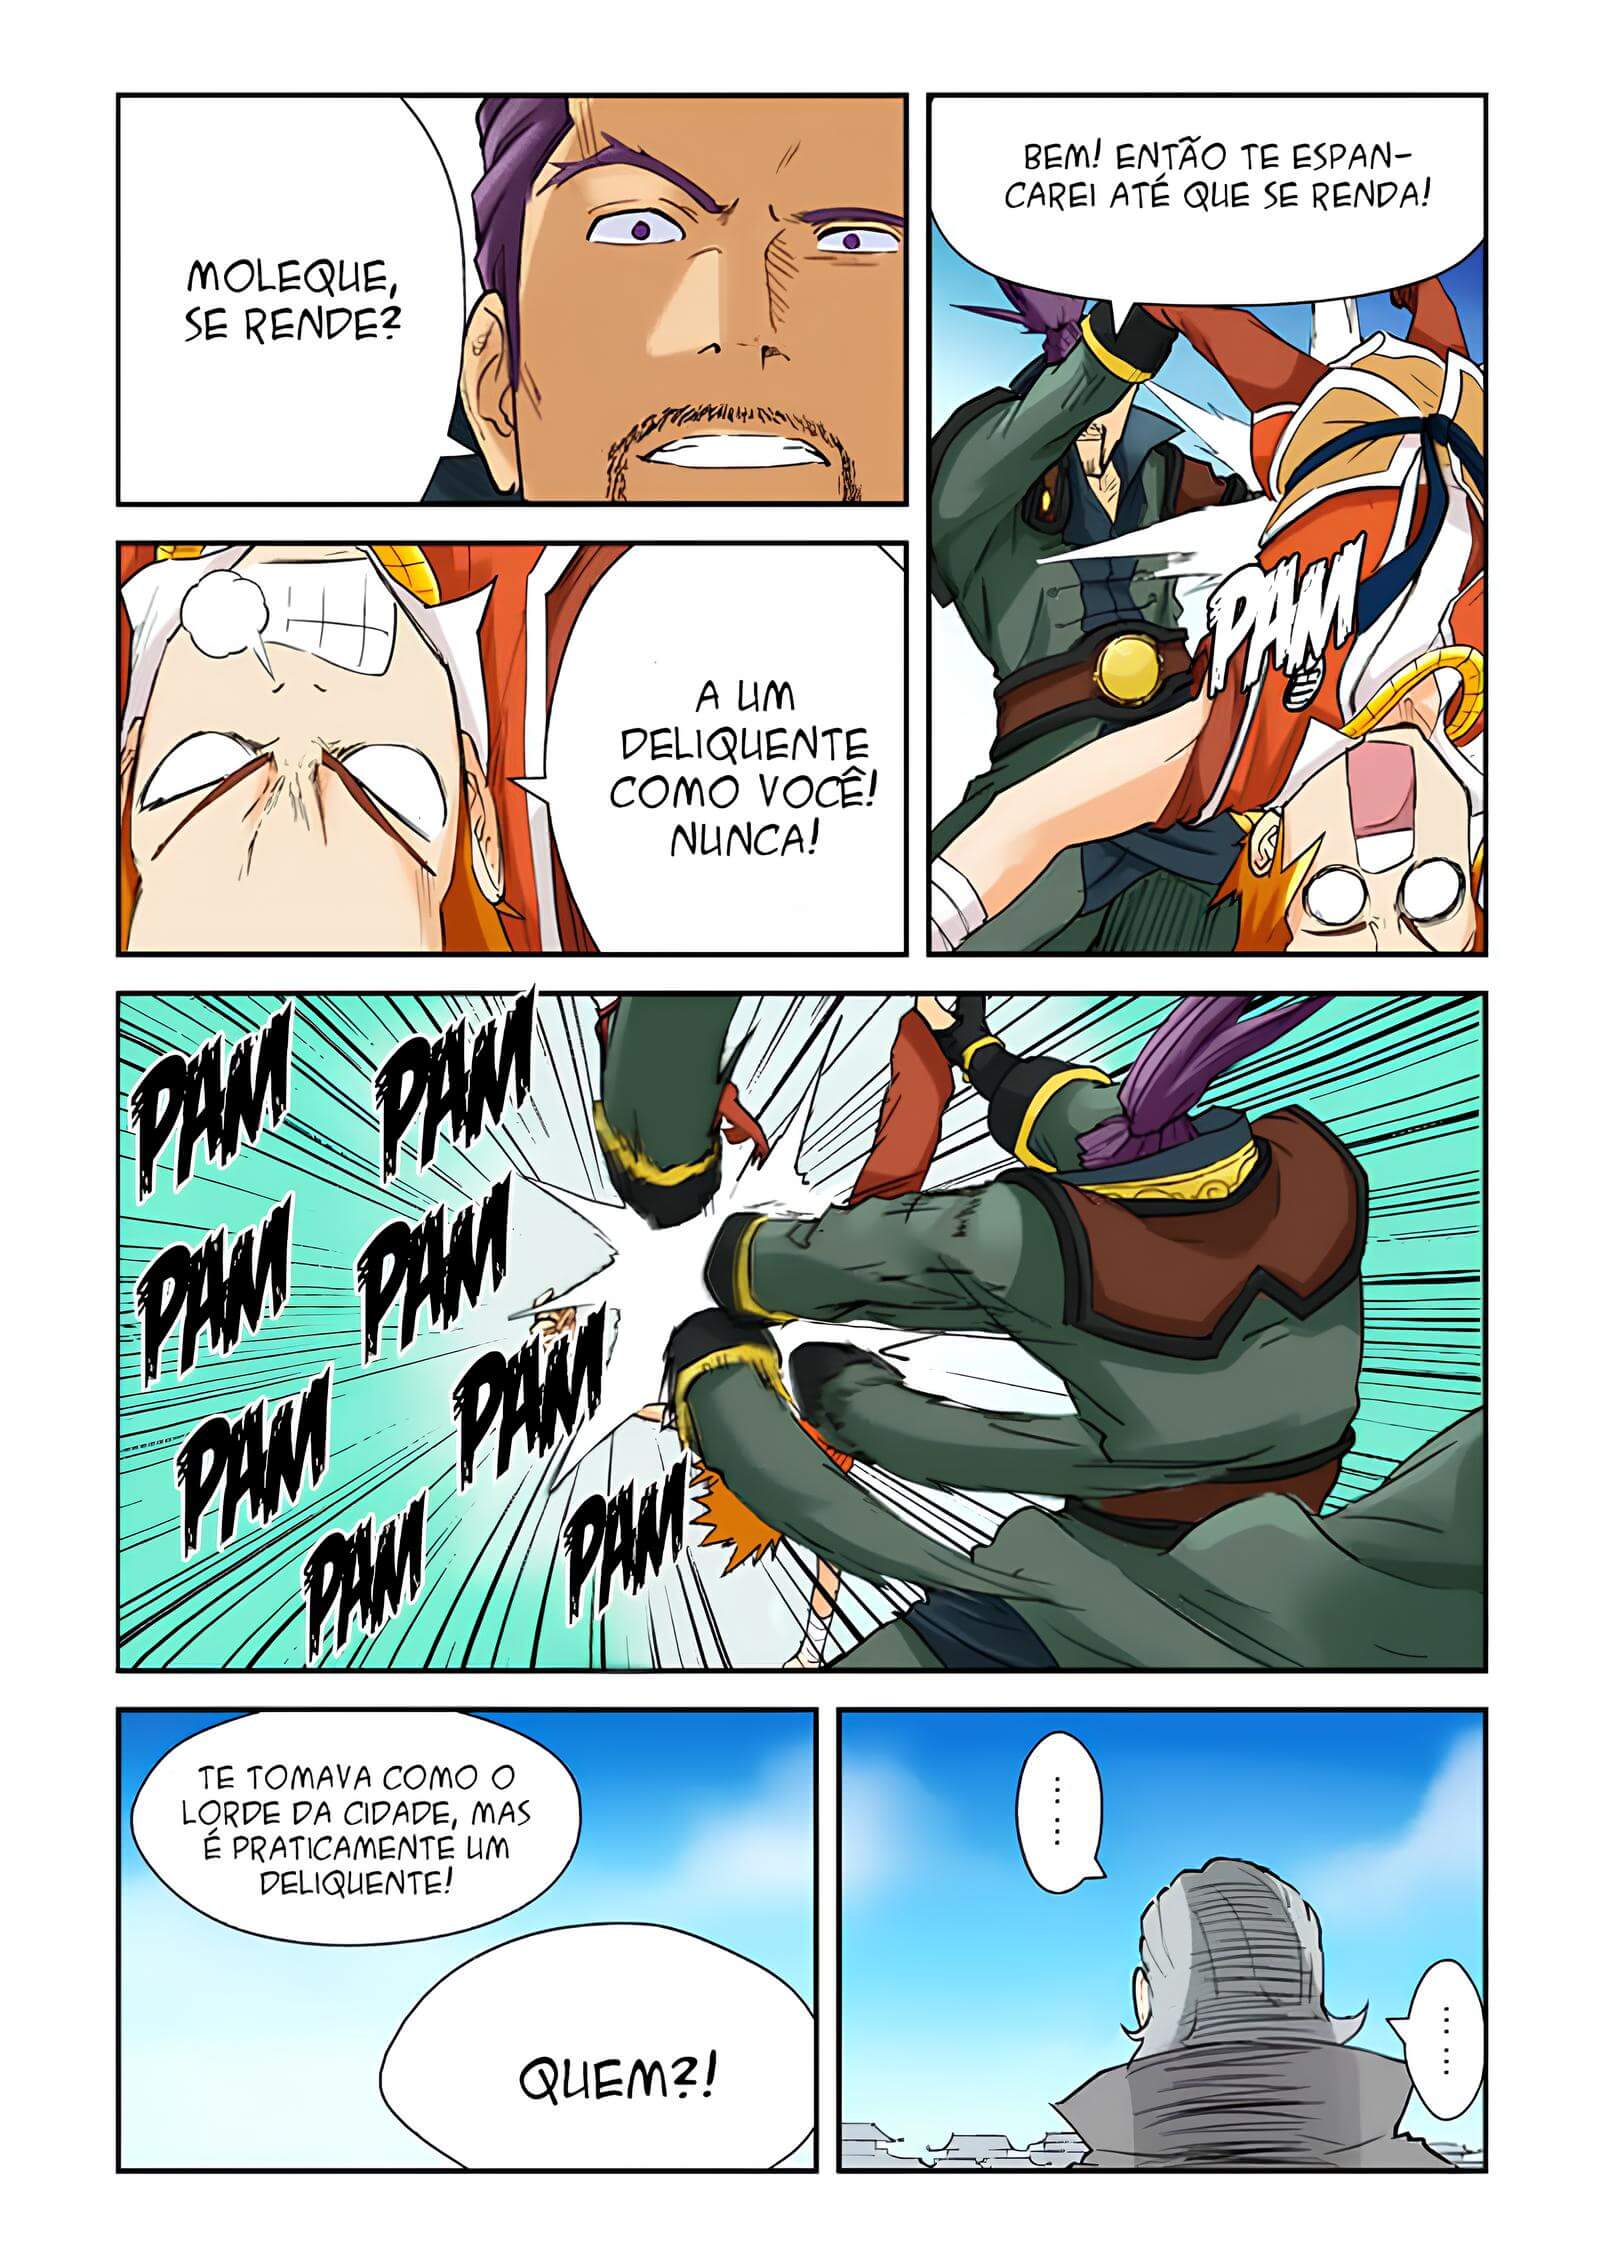 MOLEQUE,
SE RENDE?
A UM
DELIQUENTE
COMO VOCÊ!
NUNCA!
BEM! ENTÃO TE ESPAN-
CAREI ATÉ QUE SE RENDA!
PAM
PAM
PAM
PAM
PAM
PAM
PAM
PAM
PAM
TE TOMAVA COMO O
LORDE DA CIDADE, MAS
É PRATICAMENTE UM
DELIQUENTE!
QUEM?!
......
......